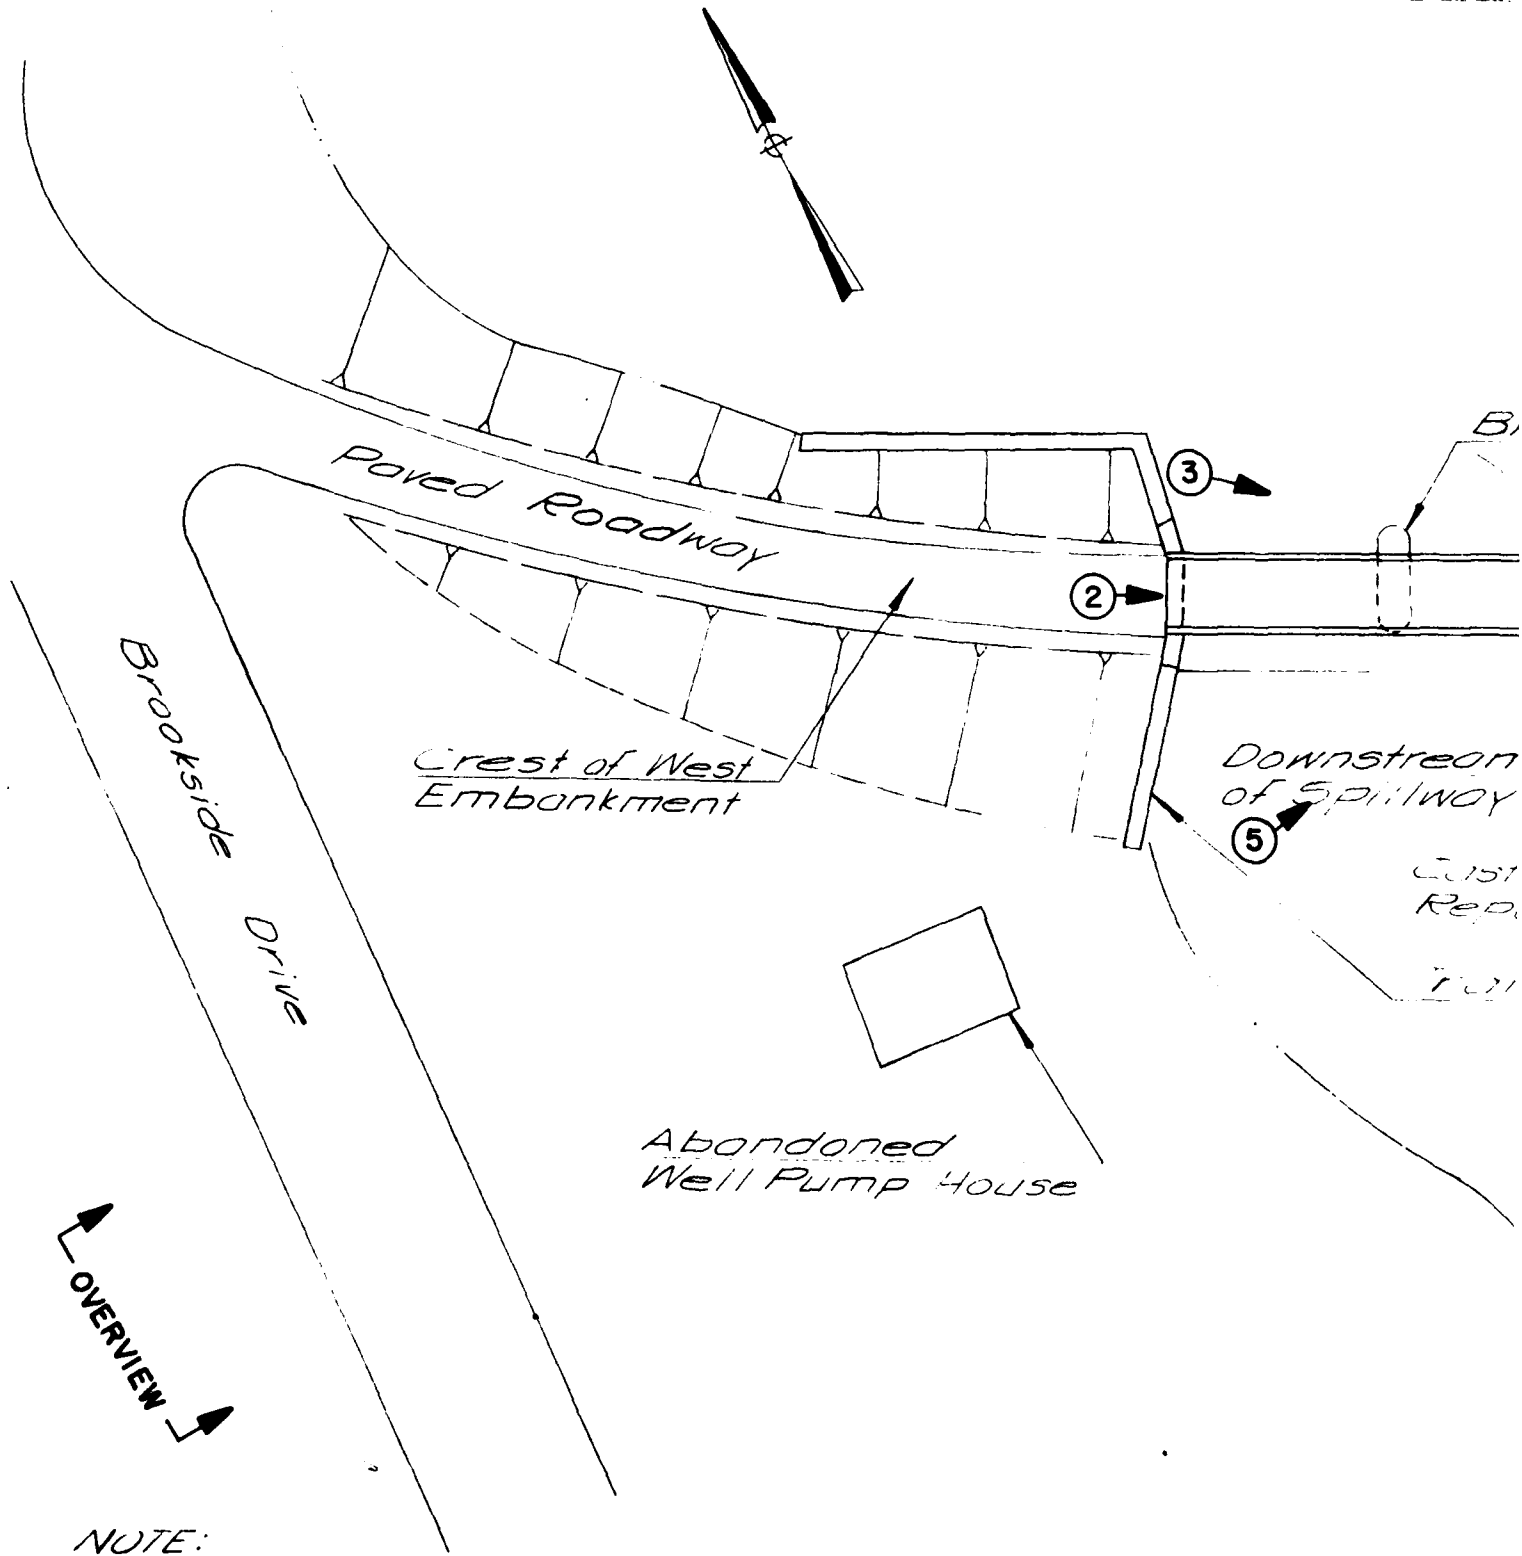 Paved Roadway
3
2
Brookside Drive
Crest of West
Embankment
of Spillway
5
Abandoned
Well Pump House
OVERVIEW
NOTE: